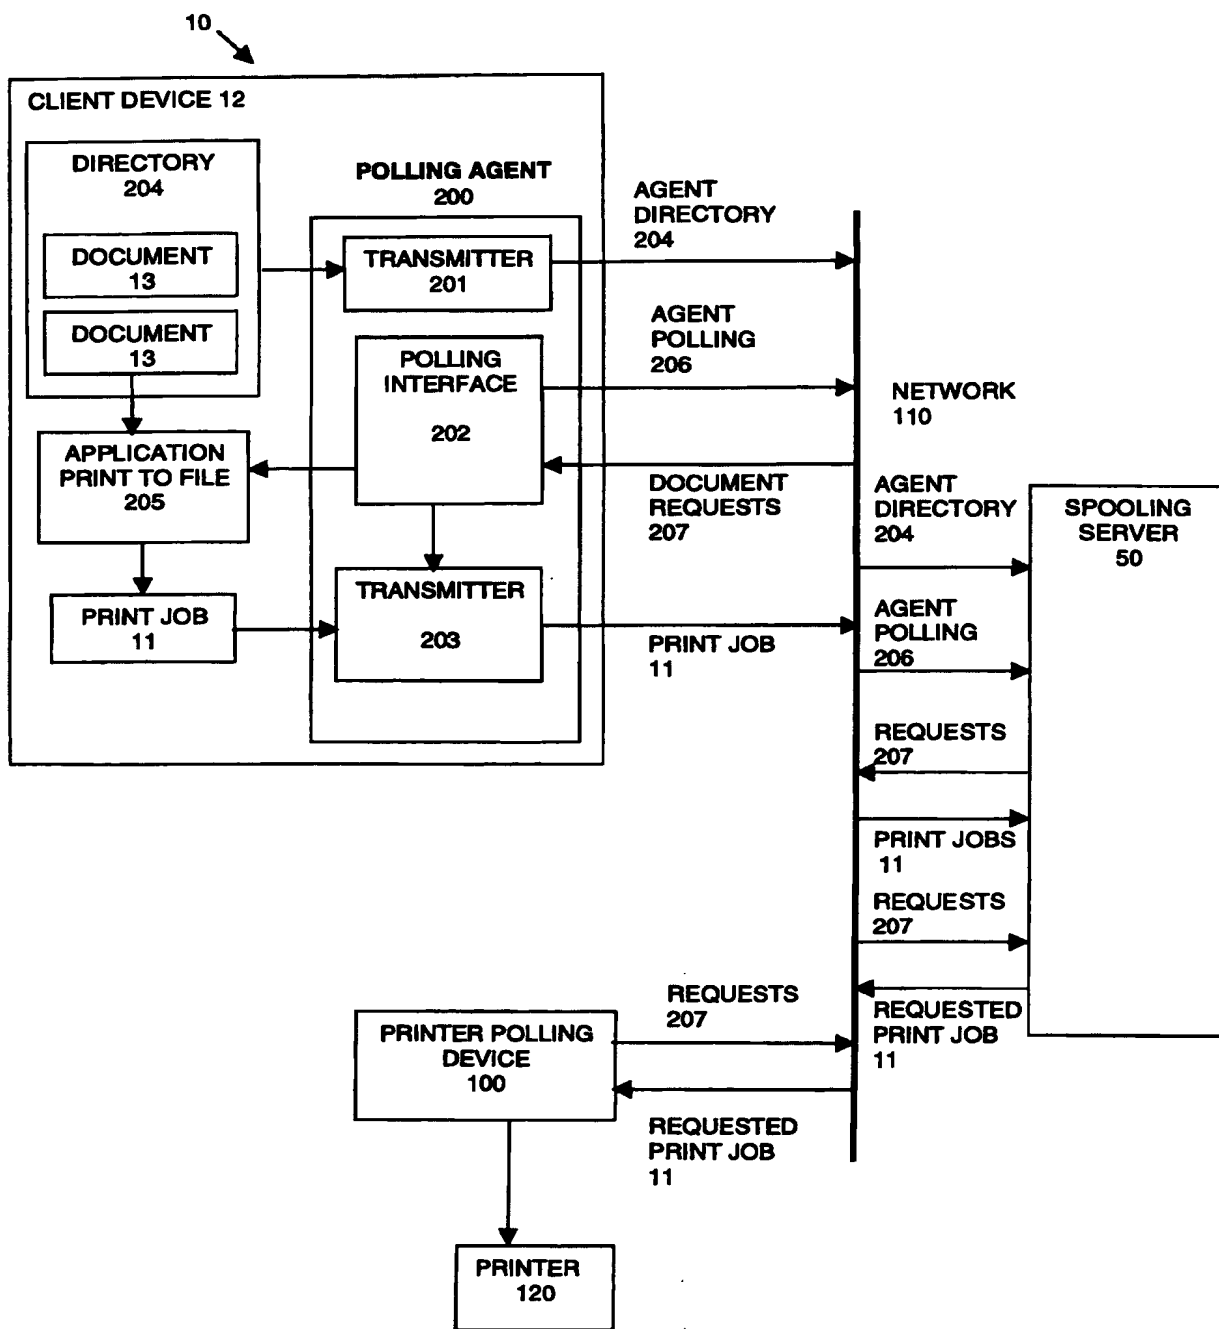 10
CLIENT DEVICE 12
DIRECTORY
204
DOCUMENT
13
DOCUMENT
13
APPLICATION
PRINT TO FILE
205
PRINT JOB
11
POLLING AGENT
200
TRANSMITTER
201
POLLING
INTERFACE
202
TRANSMITTER
203
AGENT
DIRECTORY
204
AGENT
POLLING
206
DOCUMENT
REQUESTS
207
PRINT JOB
11
NETWORK
110
AGENT
DIRECTORY
204
AGENT
POLLING
206
REQUESTS
207
PRINT JOBS
11
REQUESTS
207
REQUESTED
PRINT JOB
11
SPOOLING
SERVER
50
PRINTER POLLING
DEVICE
100
REQUESTS
207
REQUESTED
PRINT JOB
11
PRINTER
120